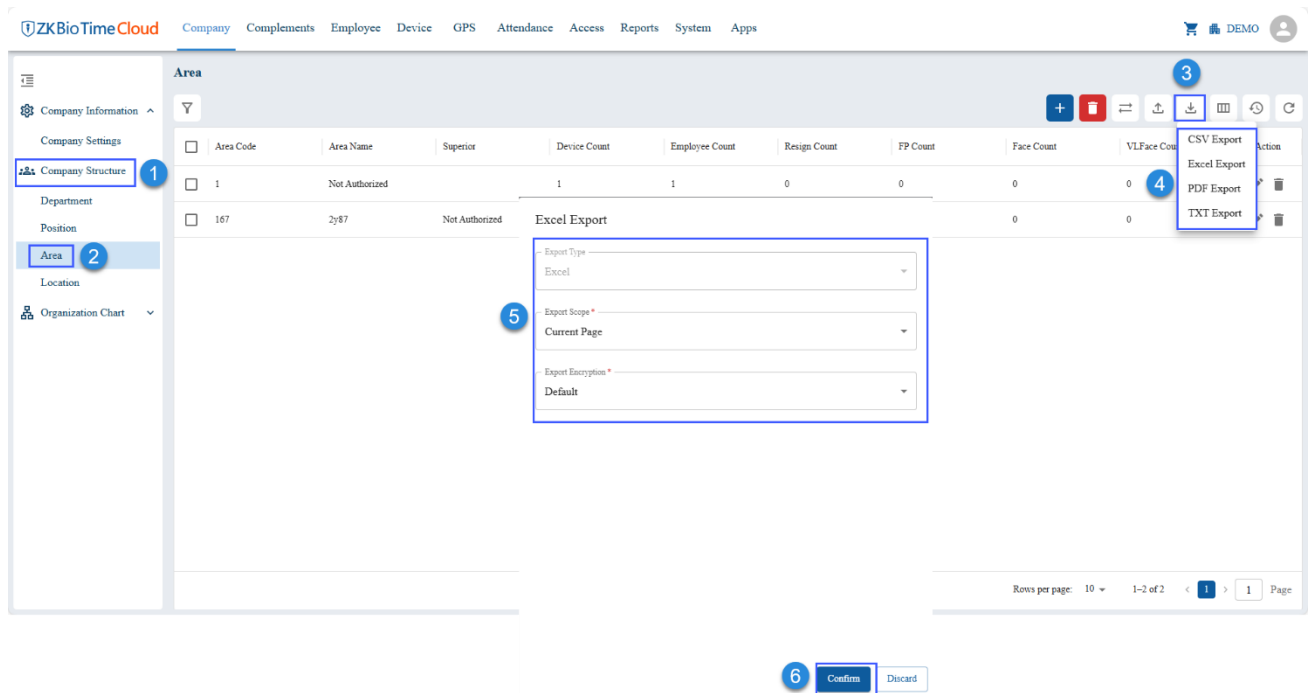 ZKBioTime Cloud Company Complements Employee Device GPS Attendance Access Reports System Apps DEMO
Area
3
Company Information
Company Settings
Company Structure
1
Department
Position
Area
2
Location
Organization Chart
Area Code Area Name Superior Device Count Employee Count Resign Count FP Count Face Count VLFace Cou Action
1 Not Authorized 1 1 0 0 0 0
167 2y87 Not Authorized 0 0
CSV Export
Excel Export
4
PDF Export
TXT Export
Excel Export
Export Type
Excel
5
Export Scope *
Current Page
Export Encryption *
Default
Rows per page: 10 1–2 of 2 < 1 > 1 Page
6
Confirm Discard